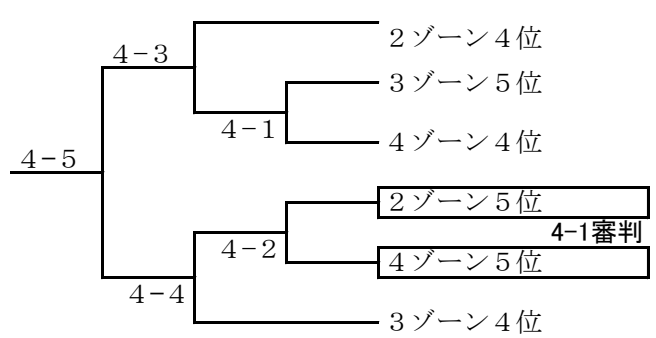 ２ゾーン４位
４－３
３ゾーン５位
４－１
４ゾーン４位
４－５
２ゾーン５位
4-1審判
４－２
４ゾーン５位
４－４
３ゾーン４位